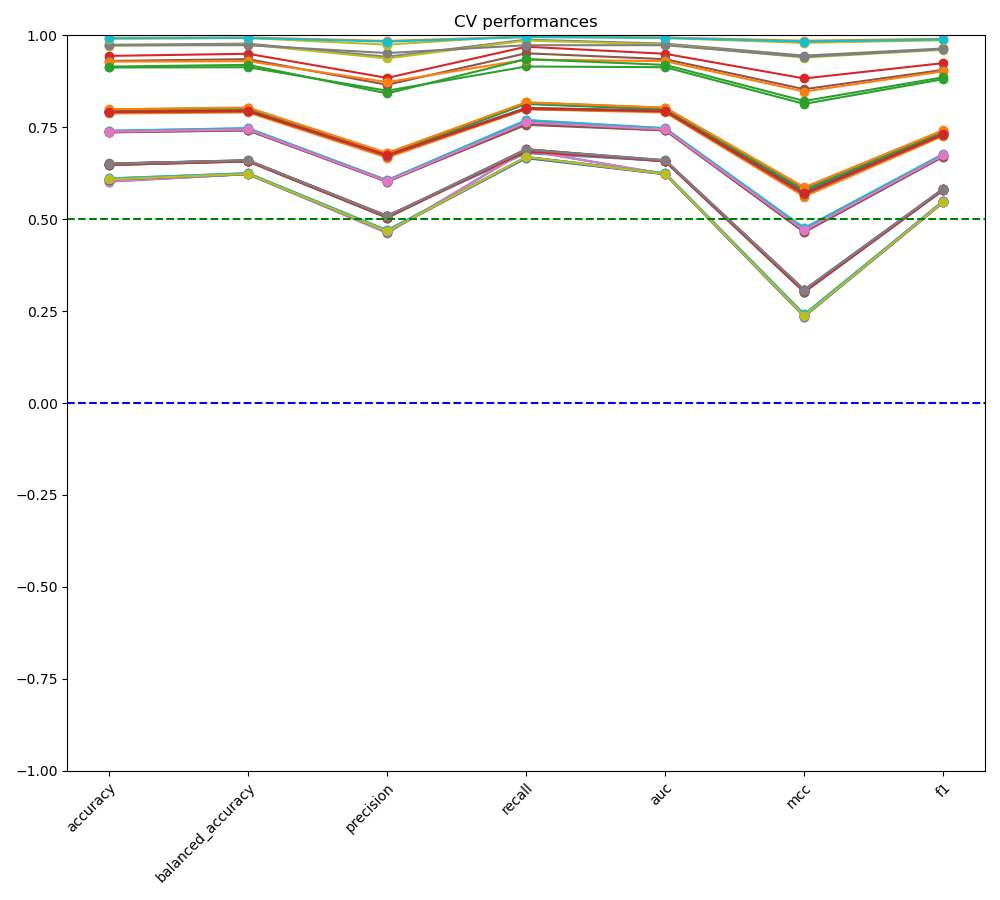 CV performances
1.00
0.75
0.50
0.25
0.00
−0.25
−0.50
−0.75
−1.00
accuracy
balanced_accuracy
precision
recall
auc
mcc
f1